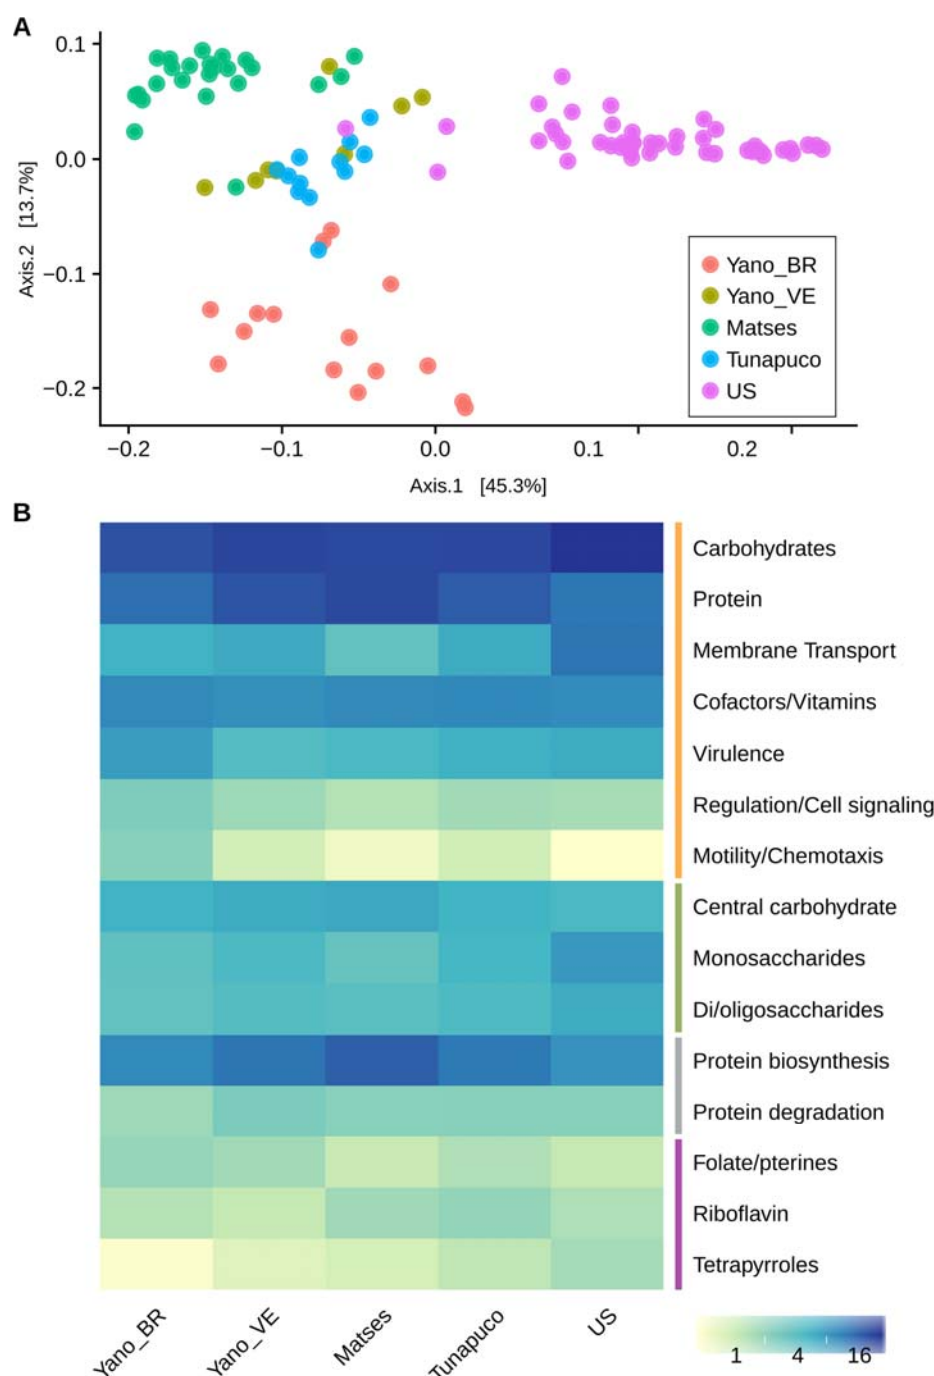 A
0.1
0.0
−0.1
−0.2
Axis.2 [13.7%]
Yano_BR
Yano_VE
Matses
Tunapuco
US
−0.2 −0.1 0.0 0.1 0.2
Axis.1 [45.3%]
B
Carbohydrates
Protein
Membrane Transport
Cofactors/Vitamins
Virulence
Regulation/Cell signaling
Motility/Chemotaxis
Central carbohydrate
Monosaccharides
Di/oligosaccharides
Protein biosynthesis
Protein degradation
Folate/pterines
Riboflavin
Tetrapyrroles
Yano_BR Yano_VE Matses Tunapuco US
1 4 16